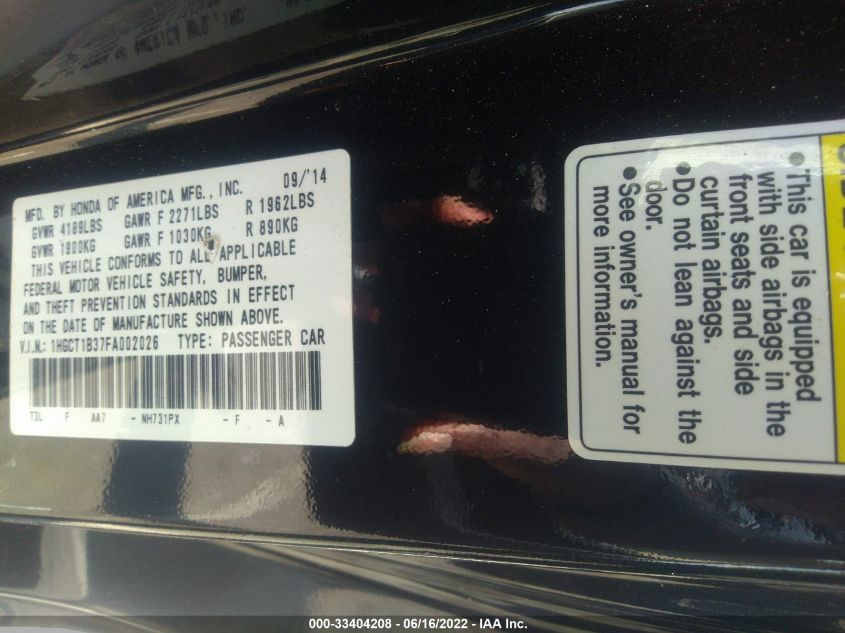 MFD. BY HONDA OF AMERICA MFG., INC. 09/'14
GVWR 4189LBS GAWR F 2271LBS R 1962LBS
GVWR 1900KG GAWR F 1030KG R 890KG
THIS VEHICLE CONFORMS TO ALL APPLICABLE
FEDERAL MOTOR VEHICLE SAFETY, BUMPER,
AND THEFT PREVENTION STANDARDS IN EFFECT
ON THE DATE OF MANUFACTURE SHOWN ABOVE.
V.I.N.: 1HGCT1B37FA002026 TYPE: PASSENGER CAR
T3L F AA7 - NH731PX - F - A
•This car is equipped
with side airbags in the
front seats and side
curtain airbags.
•Do not lean against the
door.
•See owner's manual for
more information.
000-33404208 - 06/16/2022 - IAA Inc.